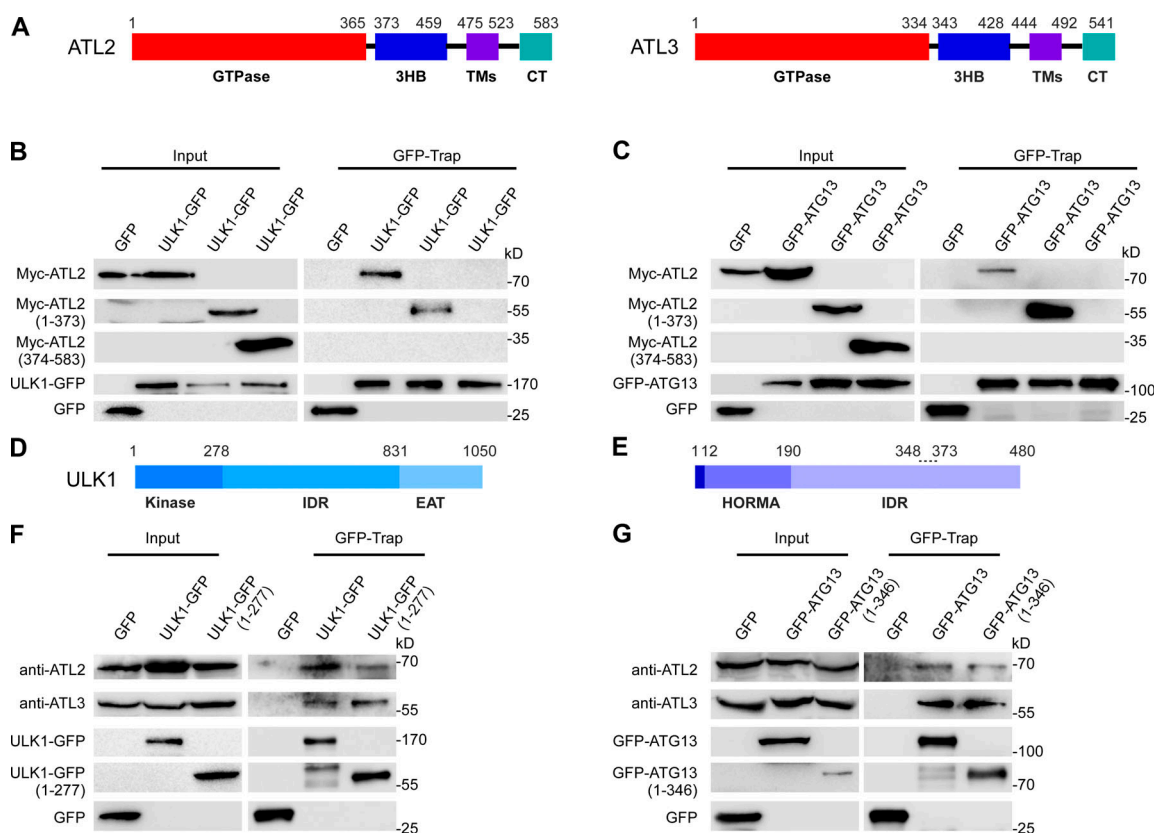 A
ATL2
1 365 373 459 475 523 583
GTPase 3HB TMs CT
ATL3
1 334 343 428 444 492 541
GTPase 3HB TMs CT
B
Input GFP-Trap
GFP ULK1-GFP ULK1-GFP ULK1-GFP GFP ULK1-GFP ULK1-GFP ULK1-GFP
kD
Myc-ATL2 -70
Myc-ATL2 -55
(1-373)
Myc-ATL2 -35
(374-583)
ULK1-GFP -170
GFP -25
C
Input GFP-Trap
GFP GFP-ATG13 GFP-ATG13 GFP-ATG13 GFP GFP-ATG13 GFP-ATG13 GFP-ATG13
kD
Myc-ATL2 -70
Myc-ATL2 -55
(1-373)
Myc-ATL2 -35
(374-583)
GFP-ATG13 -100
GFP -25
D
ULK1
1 278 831 1050
Kinase IDR EAT
E
112 190 348 373 480
HORMA IDR
F
Input GFP-Trap
GFP ULK1-GFP ULK1-GFP (1-277) GFP ULK1-GFP ULK1-GFP (1-277)
kD
anti-ATL2 -70
anti-ATL3 -55
ULK1-GFP -170
ULK1-GFP -55
(1-277)
GFP -25
G
Input GFP-Trap
GFP GFP-ATG13 GFP-ATG13 (1-346) GFP GFP-ATG13 GFP-ATG13 (1-346)
kD
anti-ATL2 -70
anti-ATL3 -55
GFP-ATG13 -100
GFP-ATG13 -70
(1-346)
GFP -25